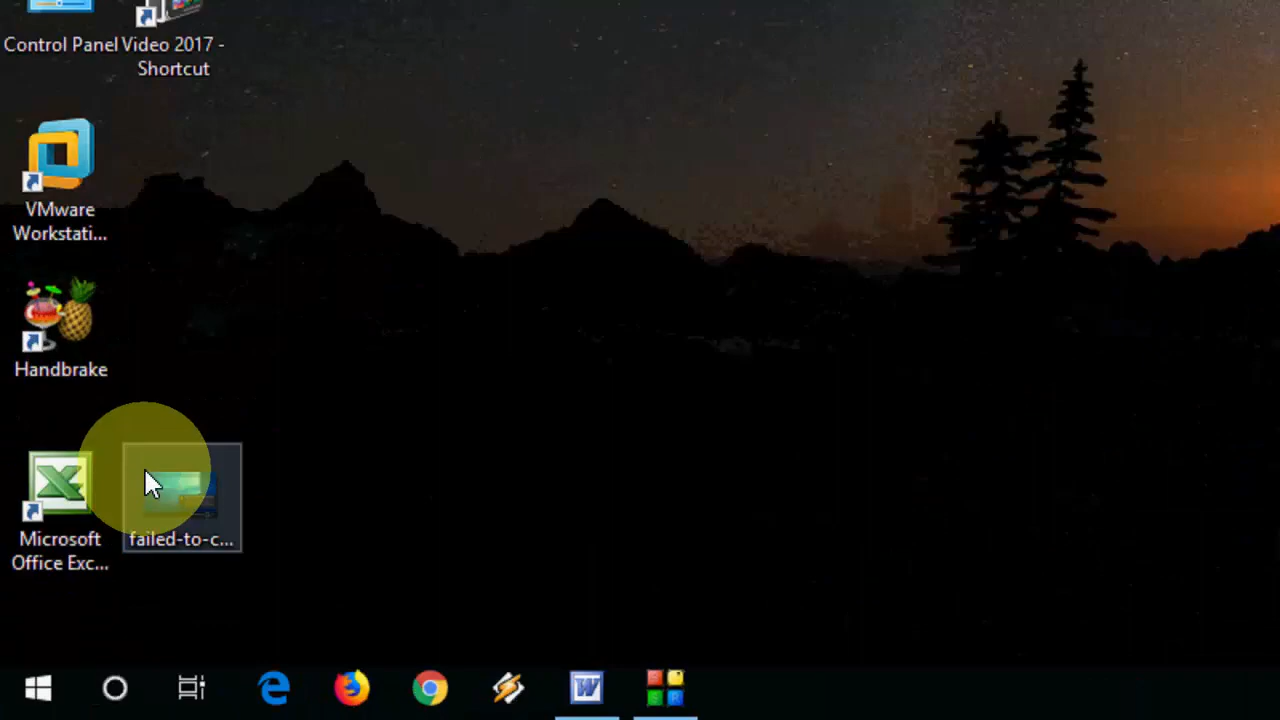 Control Panel
Video 2017 -
Shortcut
VMware
Workstati...
Handbrake
Microsoft
Office Exc...
failed-to-c...